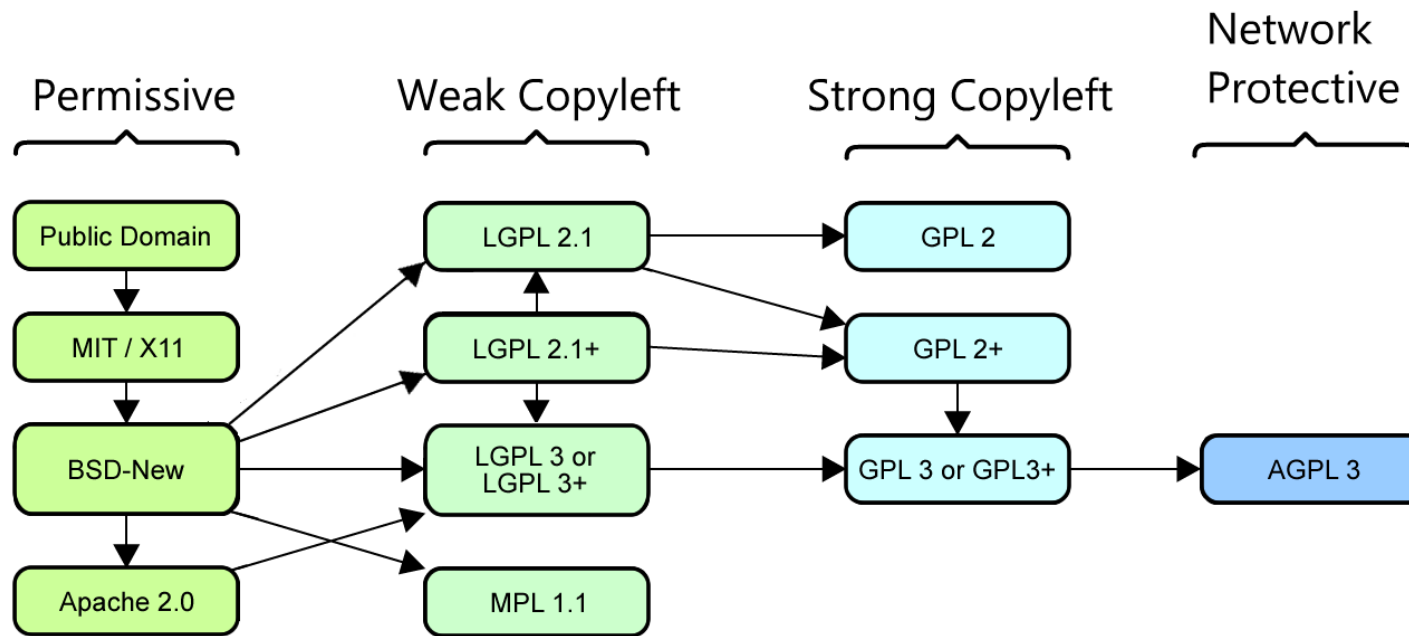 Permissive
Weak Copyleft
Strong Copyleft
Network
Protective
Public Domain
LGPL 2.1
GPL 2
MIT / X11
LGPL 2.1+
GPL 2+
BSD-New
LGPL 3 or
LGPL 3+
GPL 3 or GPL3+
AGPL 3
Apache 2.0
MPL 1.1